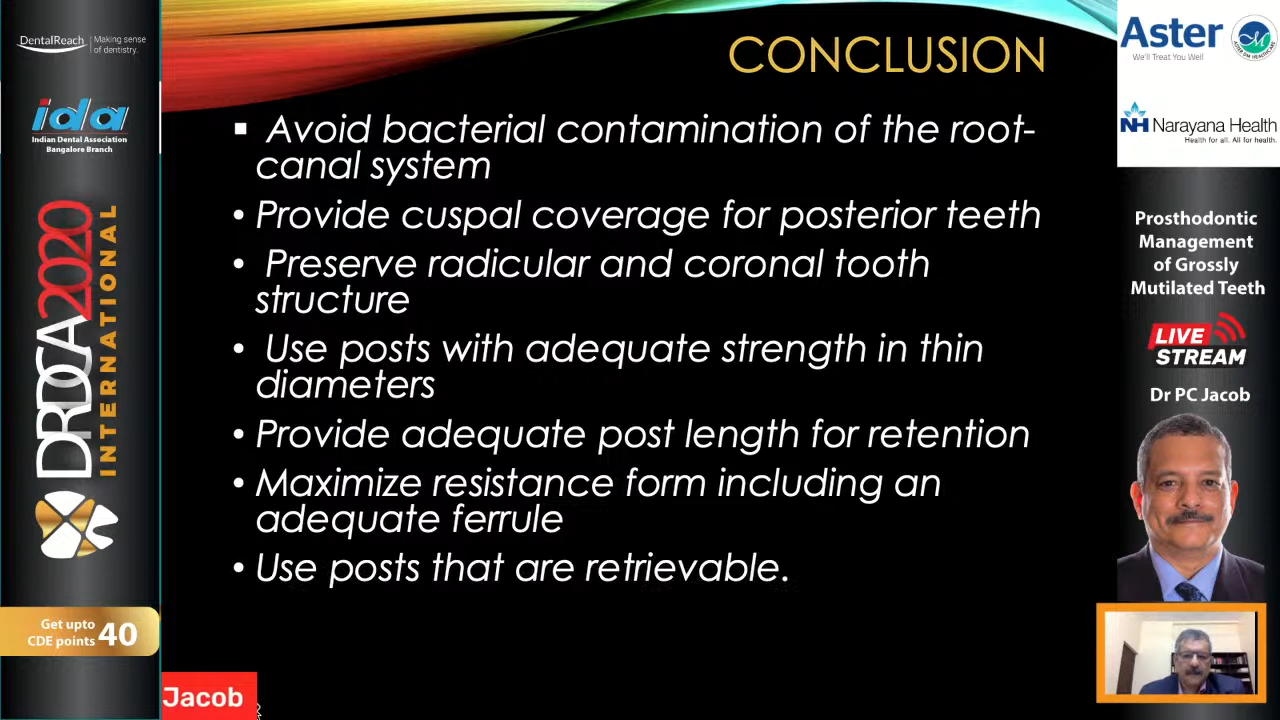 DentalReach
Making sense
of dentistry.
ida
Indian Dental Association
Bangalore Branch
DRDCA2020
INTERNATIONAL
Get upto
CDE points 40
CONCLUSION
▪ Avoid bacterial contamination of the root-
canal system
• Provide cuspal coverage for posterior teeth
• Preserve radicular and coronal tooth
structure
• Use posts with adequate strength in thin
diameters
• Provide adequate post length for retention
• Maximize resistance form including an
adequate ferrule
• Use posts that are retrievable.
Jacob
Aster
We'll Treat You Well
NH Narayana Health
Health for all. All for health.
Prosthodontic
Management
of Grossly
Mutilated Teeth
LIVE
STREAM
Dr PC Jacob